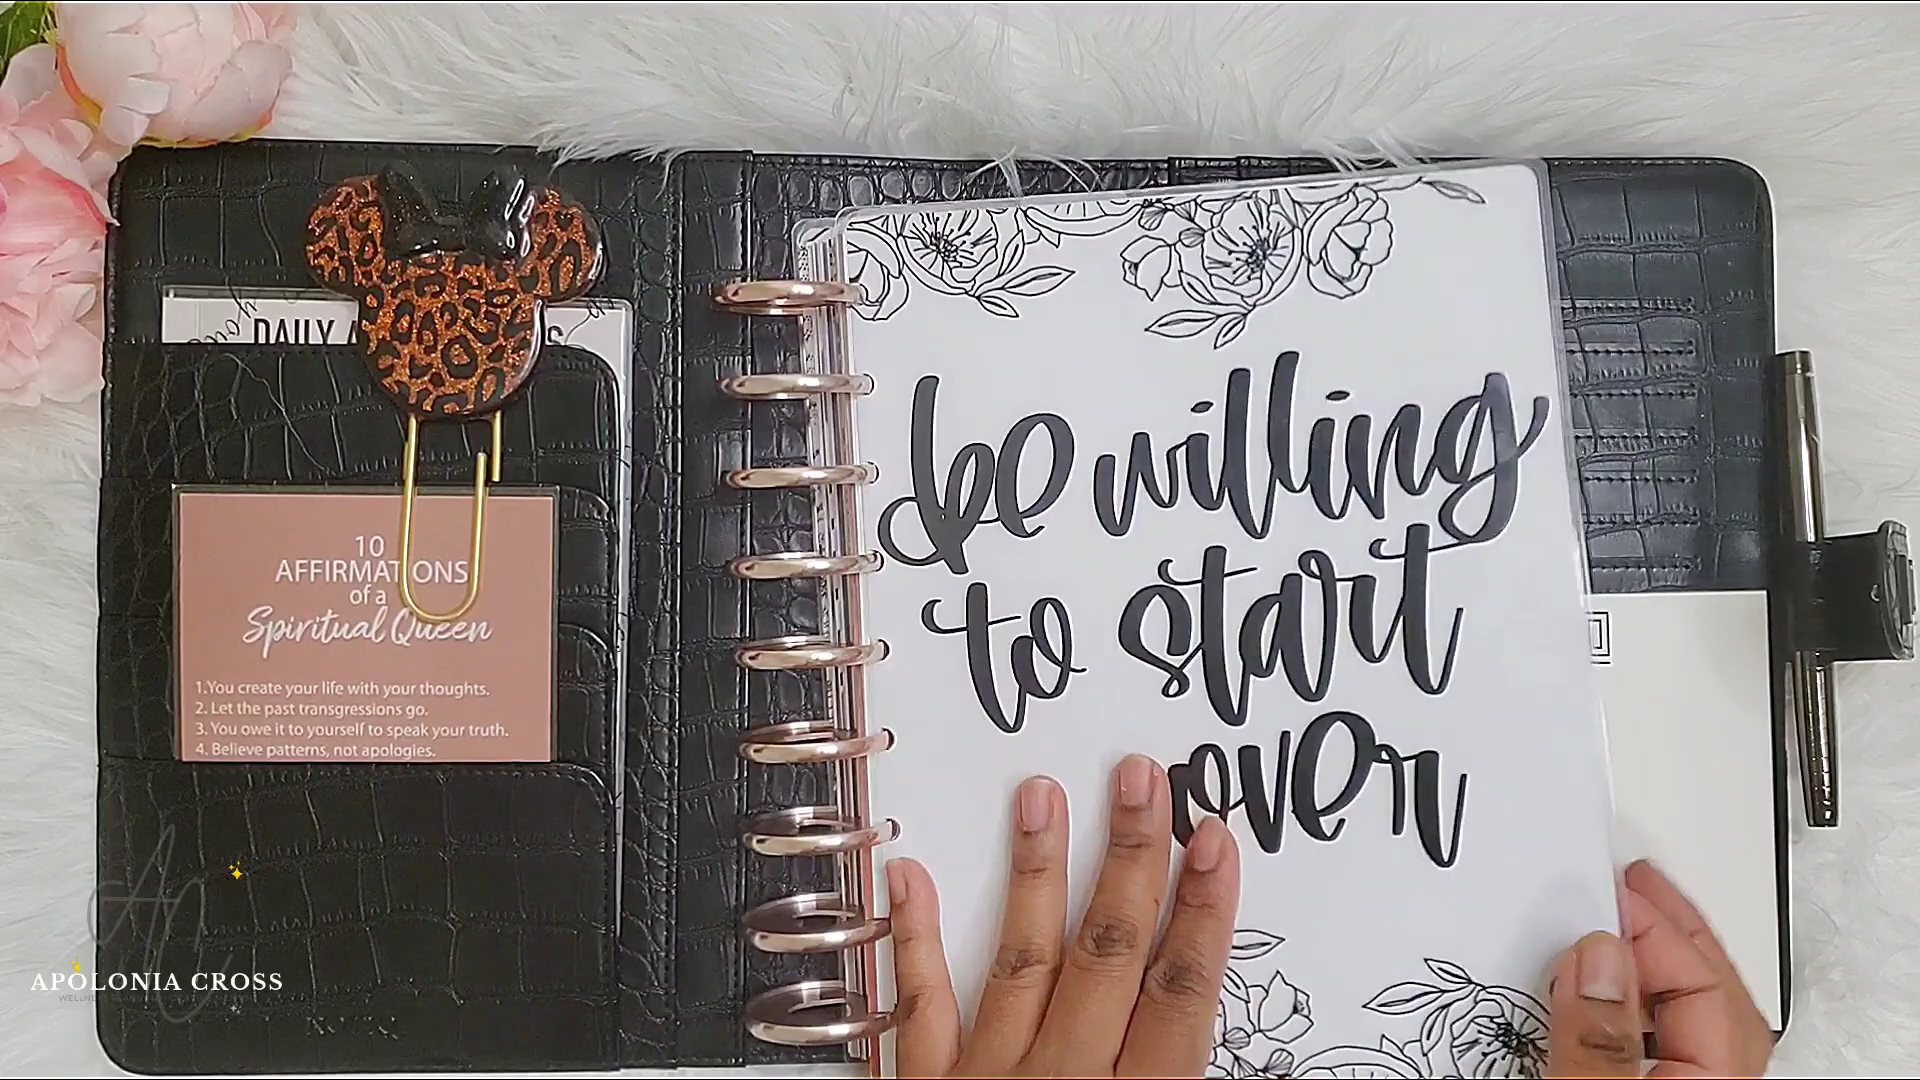 DAILY A
S
10
AFFIRMATIONS
of a
Spiritual Queen
1.You create your life with your thoughts.
2. Let the past transgressions go.
3. You owe it to yourself to speak your truth.
4. Believe patterns, not apologies.
be willing
to start
over
APOLONIA CROSS